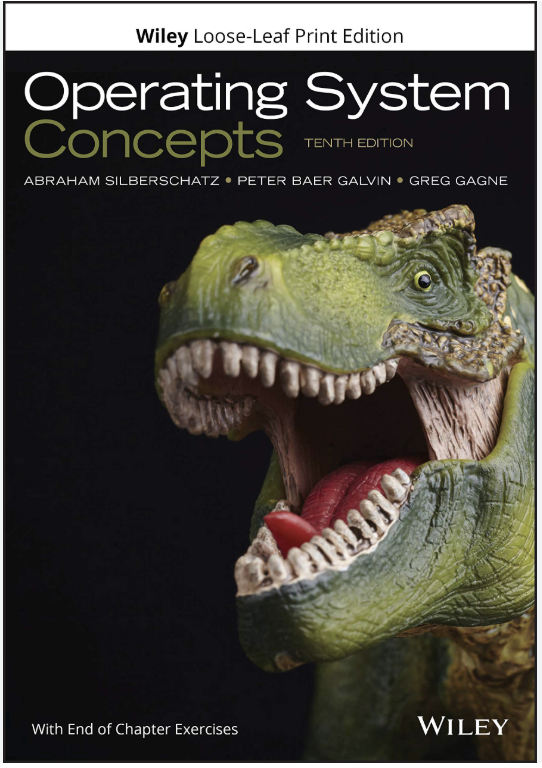 Wiley Loose-Leaf Print Edition
Operating System
Concepts TENTH EDITION
ABRAHAM SILBERSCHATZ • PETER BAER GALVIN • GREG GAGNE
With End of Chapter Exercises WILEY